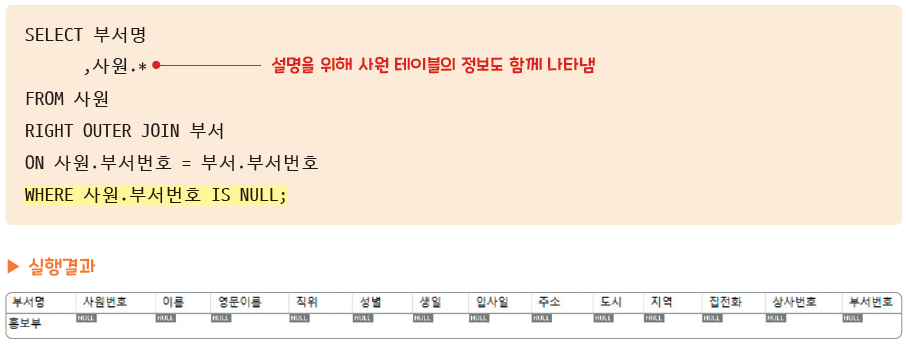 SELECT 부서명
,사원.* 설명을 위해 사원 테이블의 정보도 함께 나타냄
FROM 사원
RIGHT OUTER JOIN 부서
ON 사원.부서번호 = 부서.부서번호
WHERE 사원.부서번호 IS NULL;
▶ 실행결과
부서명 사원번호 이름 영문이름 직위 성별 생일 입사일 주소 도시 지역 집전화 상사번호 부서번호
홍보부 NULL NULL NULL NULL NULL NULL NULL NULL NULL NULL NULL NULL NULL